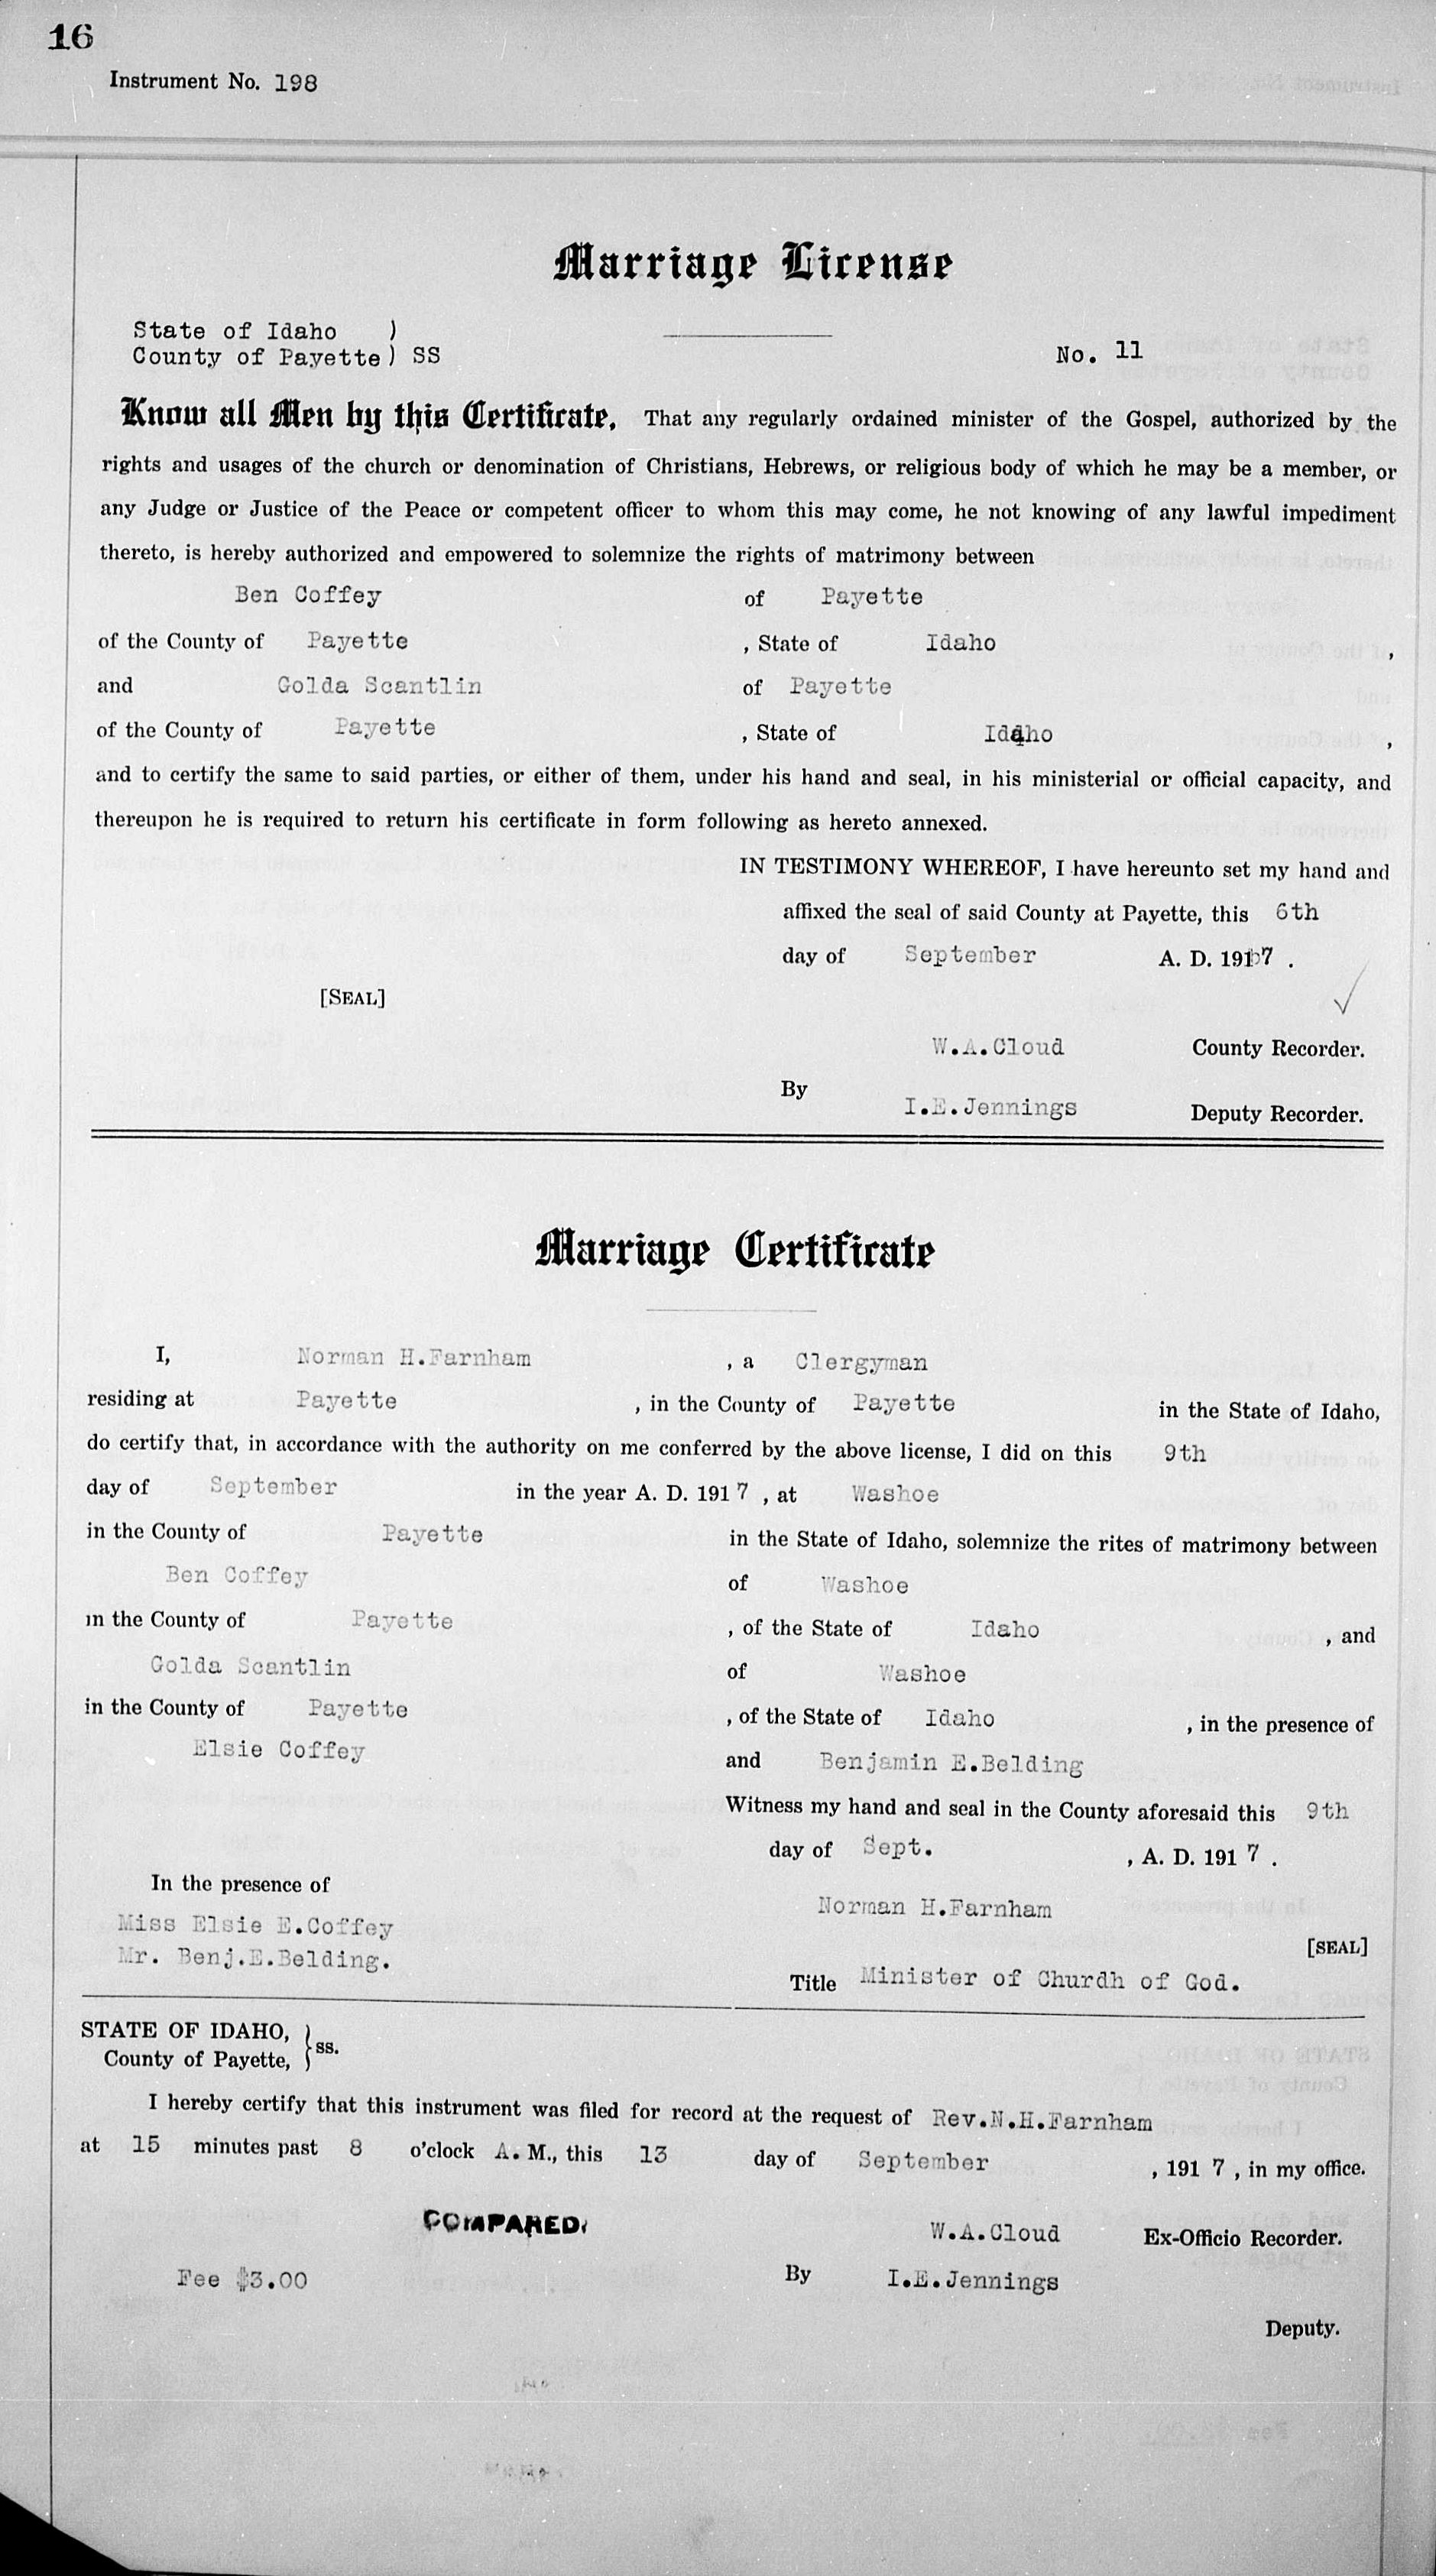 16
Instrument No. 198
Marriage License
State of Idaho )
County of Payette) SS No. 11
Know all Men by this Certificate, That any regularly ordained minister of the Gospel, authorized by the
rights and usages of the church or denomination of Christians, Hebrews, or religious body of which he may be a member, or
any Judge or Justice of the Peace or competent officer to whom this may come, he not knowing of any lawful impediment
thereto, is hereby authorized and empowered to solemnize the rights of matrimony between
Ben Coffey of Payette
of the County of Payette , State of Idaho ,
and Golda Scantlin of Payette
of the County of Payette , State of Idaho ,
and to certify the same to said parties, or either of them, under his hand and seal, in his ministerial or official capacity, and
thereupon he is required to return his certificate in form following as hereto annexed.
IN TESTIMONY WHEREOF, I have hereunto set my hand and
affixed the seal of said County at Payette, this 6th
day of September A. D. 1917 .
[SEAL]
W.A.Cloud County Recorder.
By I.E.Jennings Deputy Recorder.
Marriage Certificate
I, Norman H.Farnham , a Clergyman
residing at Payette , in the County of Payette in the State of Idaho,
do certify that, in accordance with the authority on me conferred by the above license, I did on this 9th
day of September in the year A. D. 191 7 , at Washoe
in the County of Payette in the State of Idaho, solemnize the rites of matrimony between
Ben Coffey of Washoe
in the County of Payette , of the State of Idaho , and
Golda Scantlin of Washoe
in the County of Payette , of the State of Idaho , in the presence of
Elsie Coffey and Benjamin E.Belding
Witness my hand and seal in the County aforesaid this 9th
day of Sept. , A. D. 191 7 .
In the presence of
Norman H.Farnham
Miss Elsie E.Coffey
[SEAL]
Mr. Benj.E.Belding.
Title Minister of Churdh of God.
STATE OF IDAHO,
County of Payette, } ss.
I hereby certify that this instrument was filed for record at the request of Rev.N.H.Farnham
at 15 minutes past 8 o'clock A. M., this 13 day of September , 191 7 , in my office.
COMPARED.
W.A.Cloud Ex-Officio Recorder.
Fee $3.00 By I.E.Jennings
Deputy.